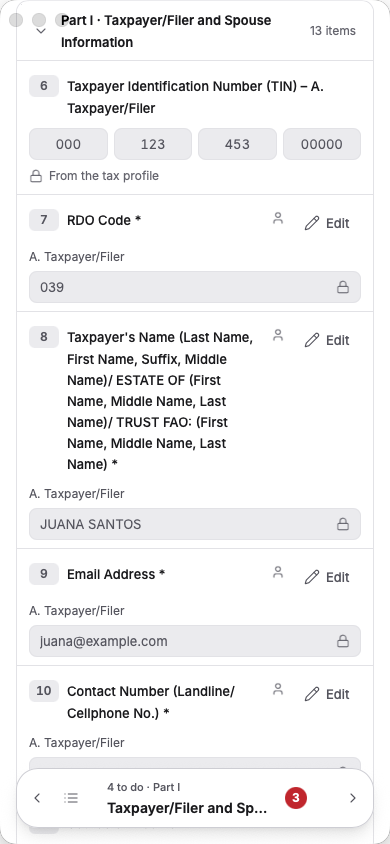 Part I · Taxpayer/Filer and Spouse
Information
13 items
6
Taxpayer Identification Number (TIN) – A.
Taxpayer/Filer
000
123
453
00000
From the tax profile
7
RDO Code *
Edit
A. Taxpayer/Filer
039
8
Taxpayer's Name (Last Name,
First Name, Suffix, Middle
Name)/ ESTATE OF (First
Name, Middle Name, Last
Name)/ TRUST FAO: (First
Name, Middle Name, Last
Name) *
Edit
A. Taxpayer/Filer
JUANA SANTOS
9
Email Address *
Edit
A. Taxpayer/Filer
juana@example.com
10
Contact Number (Landline/
Cellphone No.) *
Edit
A. Taxpayer/Filer
4 to do · Part I
Taxpayer/Filer and Sp...
3